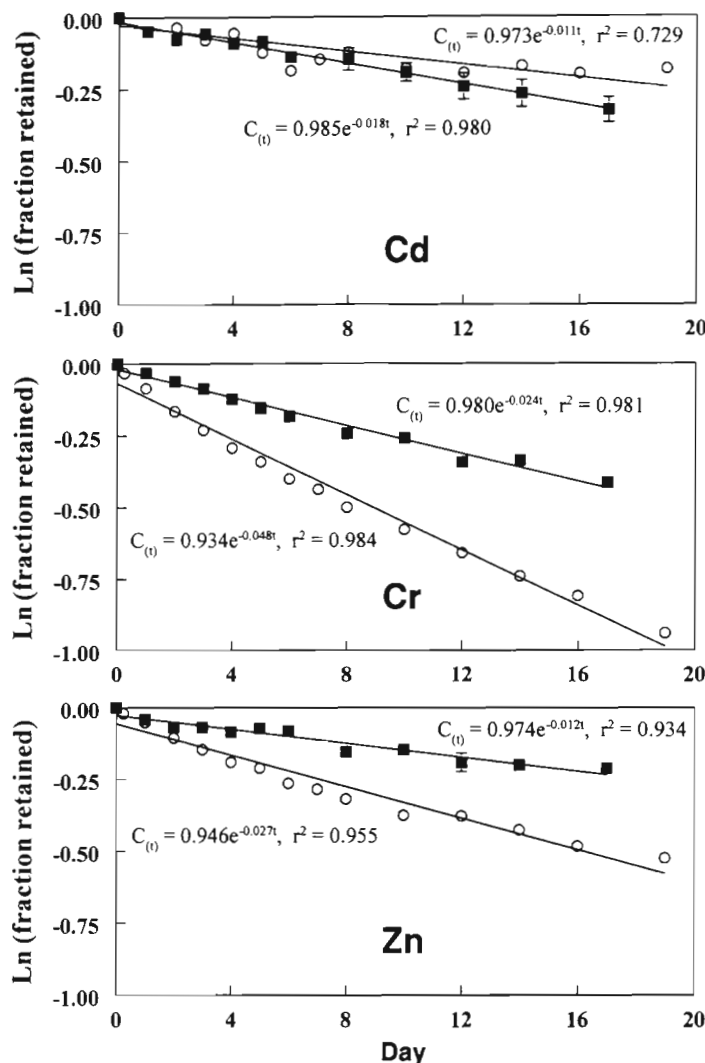 Ln (fraction retained)
0.00
-0.25
-0.50
-0.75
-1.00
C(t) = 0.973e^-0.011t, r² = 0.729
C(t) = 0.985e^-0.018t, r² = 0.980
Cd
0 4 8 12 16 20
Ln (fraction retained)
0.00
-0.25
-0.50
-0.75
-1.00
C(t) = 0.980e^-0.024t, r² = 0.981
C(t) = 0.934e^-0.048t, r² = 0.984
Cr
0 4 8 12 16 20
Ln (fraction retained)
0.00
-0.25
-0.50
-0.75
-1.00
C(t) = 0.974e^-0.012t, r² = 0.934
C(t) = 0.946e^-0.027t, r² = 0.955
Zn
0 4 8 12 16 20
Day